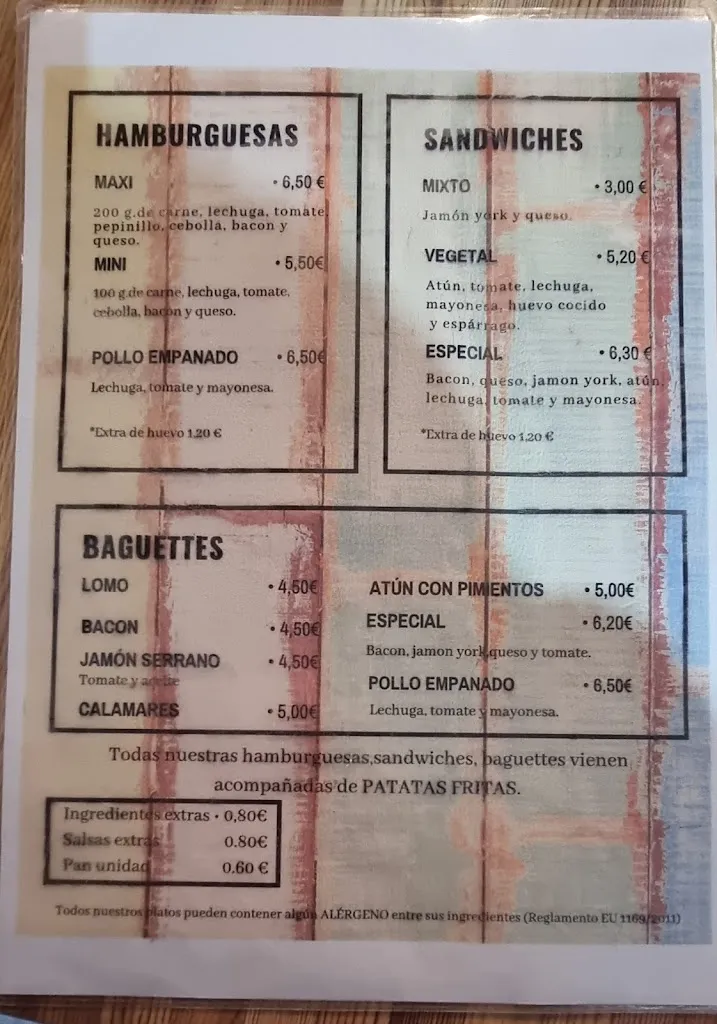 HAMBURGUESAS
MAXI • 6,50 €
200 g.de carne, lechuga, tomate,
pepinillo, cebolla, bacon y
queso.
MINI • 5,50€
100 g.de carne, lechuga, tomate,
cebolla, bacon y queso.
POLLO EMPANADO • 6,50€
Lechuga, tomate y mayonesa.
*Extra de huevo 1.20 €
SANDWICHES
MIXTO • 3,00 €
Jamón york y queso.
VEGETAL • 5,20 €
Atún, tomate, lechuga,
mayonesa, huevo cocido
y espárrago.
ESPECIAL • 6,30 €
Bacon, queso, jamon york, atún,
lechuga, tomate y mayonesa.
*Extra de huevo 1.20 €
BAGUETTES
LOMO • 4,50€
BACON • 4,50€
JAMÓN SERRANO • 4,50€
Tomate y aceite
CALAMARES • 5,00€
ATÚN CON PIMIENTOS • 5,00€
ESPECIAL • 6,20€
Bacon, jamon york,queso y tomate.
POLLO EMPANADO • 6,50€
Lechuga, tomate y mayonesa.
Todas nuestras hamburguesas,sandwiches, baguettes vienen
acompañadas de PATATAS FRITAS.
Ingredientes extras • 0,80€
Salsas extras 0.80€
Pan unidad 0.60 €
Todos nuestros platos pueden contener algún ALÉRGENO entre sus ingredientes (Reglamento EU 1169/2011)